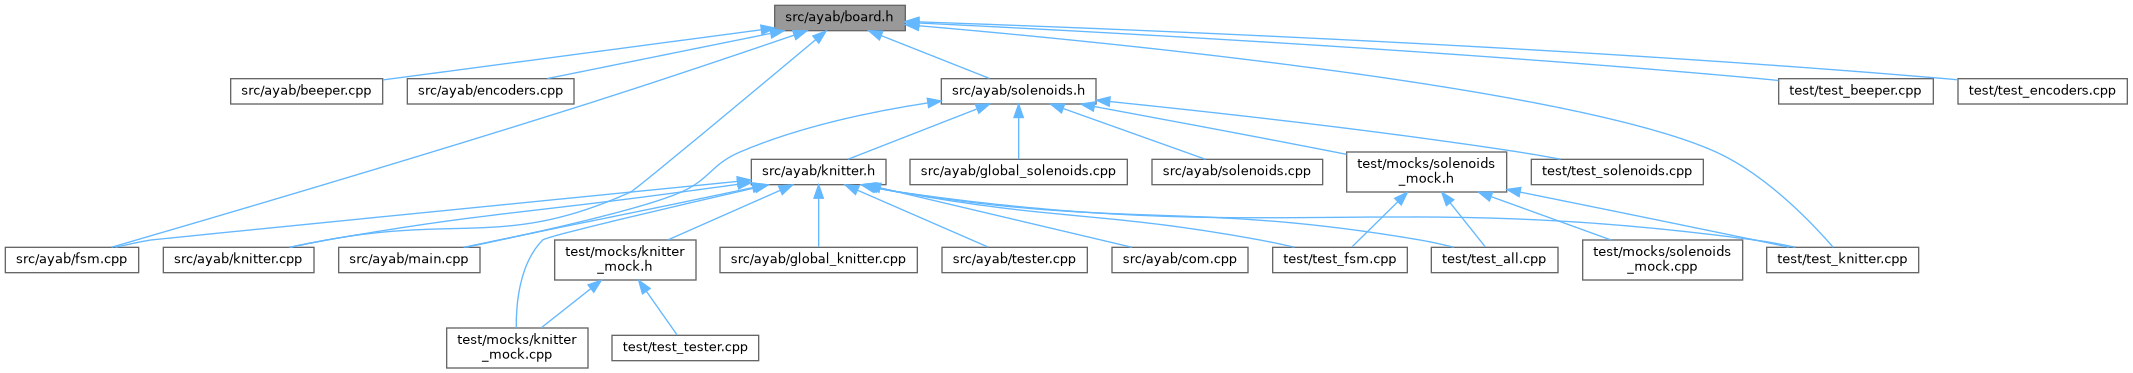 src/ayab/board.h
src/ayab/beeper.cpp
src/ayab/encoders.cpp
src/ayab/solenoids.h
test/test_beeper.cpp
test/test_encoders.cpp
src/ayab/knitter.h
src/ayab/global_solenoids.cpp
src/ayab/solenoids.cpp
test/mocks/solenoids
_mock.h
test/test_solenoids.cpp
src/ayab/fsm.cpp
src/ayab/knitter.cpp
src/ayab/main.cpp
test/mocks/knitter
_mock.h
src/ayab/global_knitter.cpp
src/ayab/tester.cpp
src/ayab/com.cpp
test/test_fsm.cpp
test/test_all.cpp
test/mocks/solenoids
_mock.cpp
test/test_knitter.cpp
test/mocks/knitter
_mock.cpp
test/test_tester.cpp